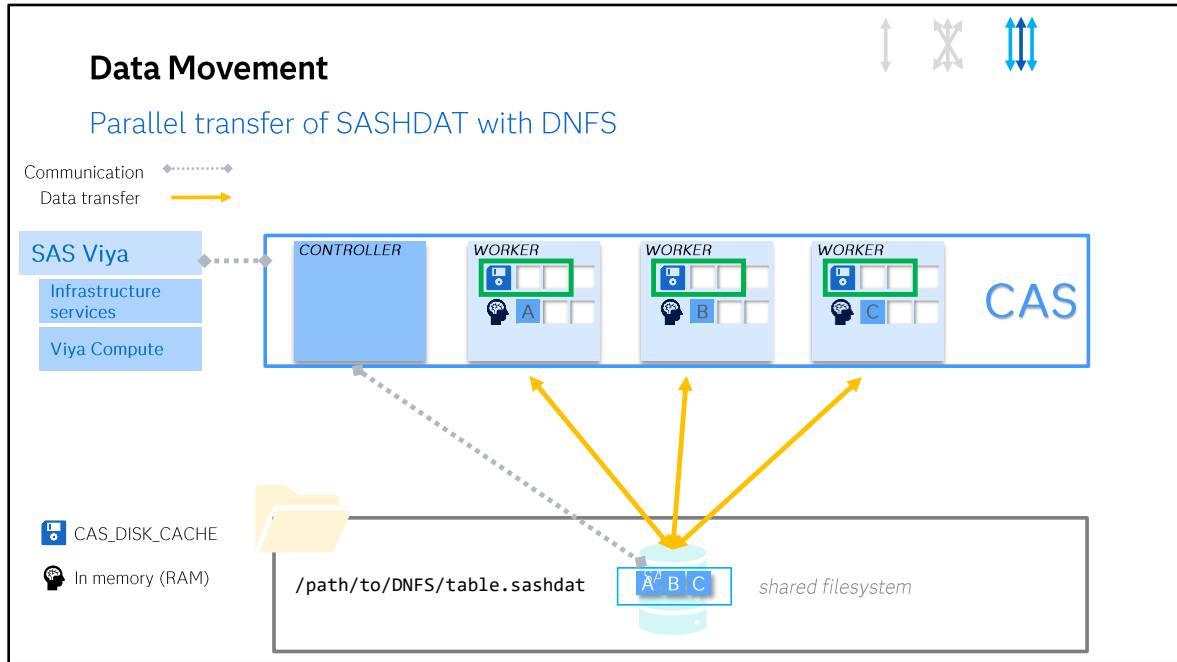 Data Movement
Parallel transfer of SASHDAT with DNFS
Communication
Data transfer
SAS Viya
Infrastructure
services
Viya Compute
CONTROLLER
WORKER
WORKER
WORKER
A
B
C
CAS
CAS_DISK_CACHE
In memory (RAM)
/path/to/DNFS/table.sashdat
A B C
shared filesystem